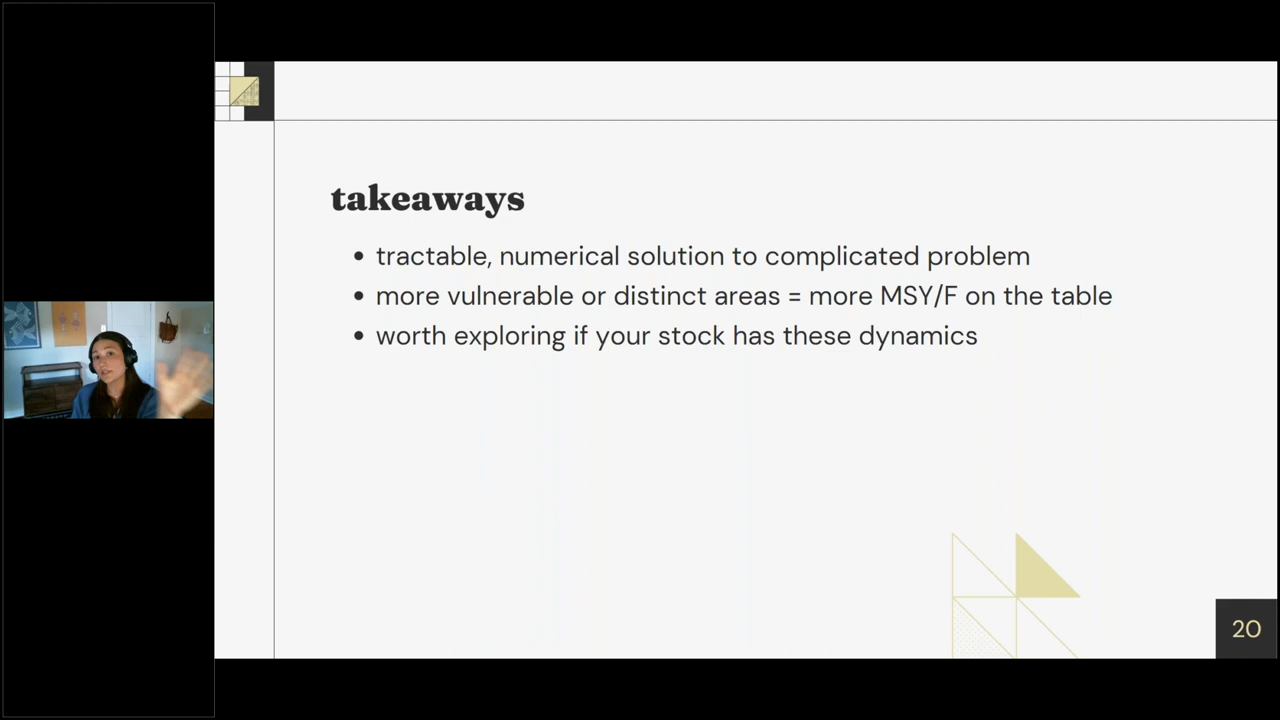 takeaways
• tractable, numerical solution to complicated problem
• more vulnerable or distinct areas = more MSY/F on the table
• worth exploring if your stock has these dynamics
20